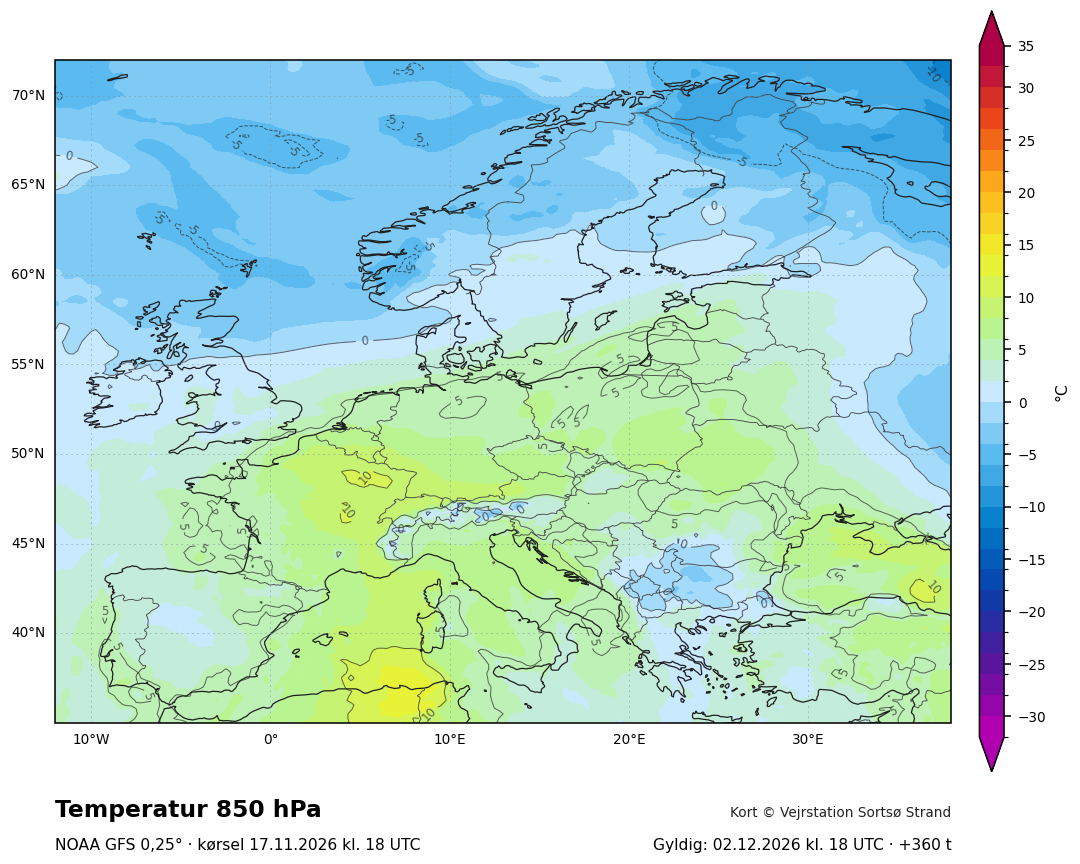 70°N
65°N
60°N
55°N
50°N
45°N
40°N
10°W
0°
10°E
20°E
30°E
35
30
25
20
15
10
5
0
−5
−10
−15
−20
−25
−30
°C
Temperatur 850 hPa
Kort © Vejrstation Sortsø Strand
NOAA GFS 0,25° · kørsel 17.11.2026 kl. 18 UTC
Gyldig: 02.12.2026 kl. 18 UTC · +360 t